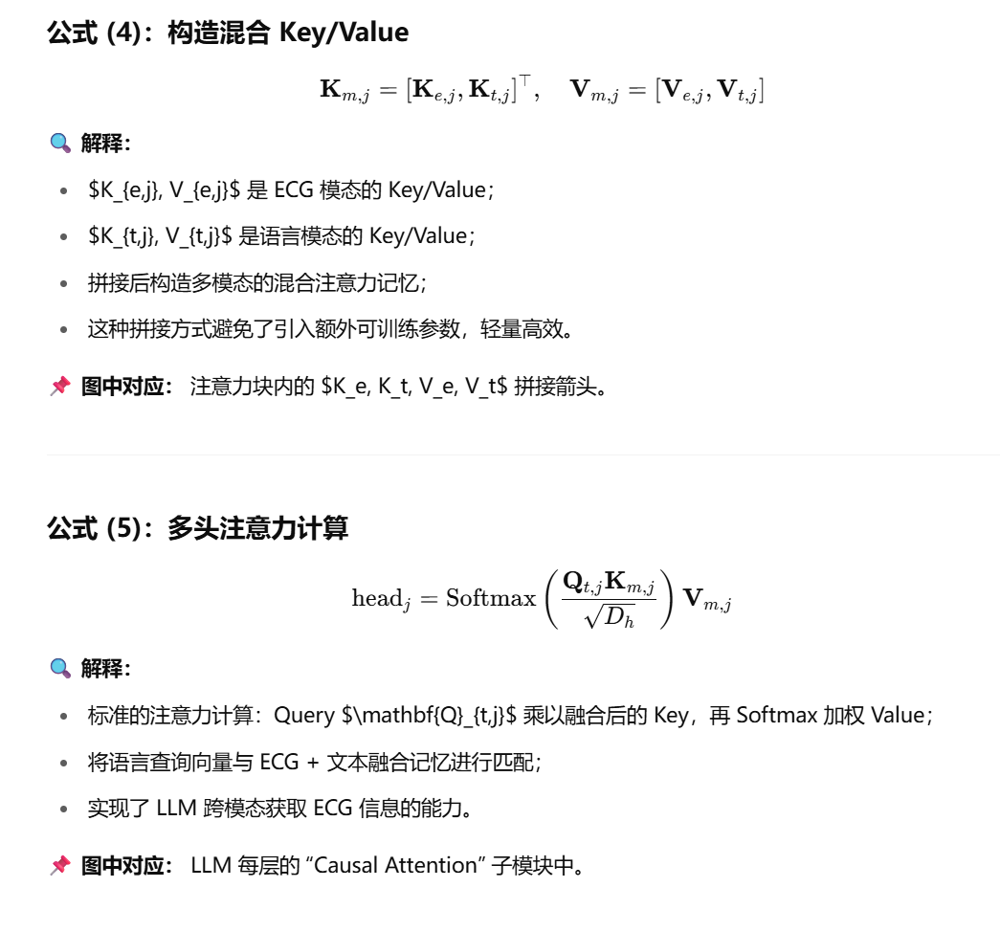 公式 (4)：构造混合 Key/Value
$$\mathbf{K}_{m,j} = [\mathbf{K}_{e,j}, \mathbf{K}_{t,j}]^\top, \quad \mathbf{V}_{m,j} = [\mathbf{V}_{e,j}, \mathbf{V}_{t,j}]$$
🔍 解释：
• $K_{e,j}, V_{e,j}$ 是 ECG 模态的 Key/Value；
• $K_{t,j}, V_{t,j}$ 是语言模态的 Key/Value；
• 拼接后构造多模态的混合注意力记忆；
• 这种拼接方式避免了引入额外可训练参数，轻量高效。
📌 图中对应： 注意力块内的 $K_e, K_t, V_e, V_t$ 拼接箭头。
公式 (5)：多头注意力计算
$$\text{head}_j = \text{Softmax}\left(\frac{\mathbf{Q}_{t,j}\mathbf{K}_{m,j}}{\sqrt{D_h}}\right)\mathbf{V}_{m,j}$$
🔍 解释：
• 标准的注意力计算：Query $\mathbf{Q}_{t,j}$ 乘以融合后的 Key，再 Softmax 加权 Value；
• 将语言查询向量与 ECG + 文本融合记忆进行匹配；
• 实现了 LLM 跨模态获取 ECG 信息的能力。
📌 图中对应： LLM 每层的 “Causal Attention” 子模块中。